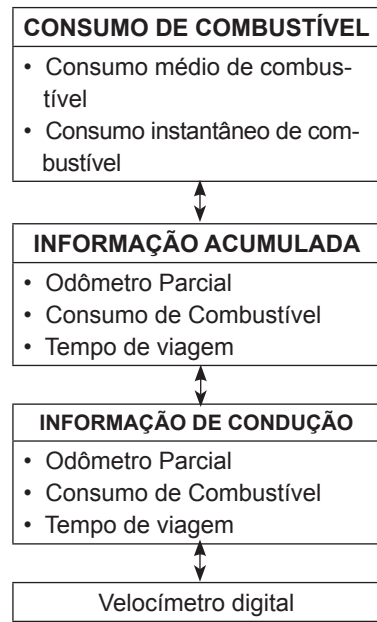 CONSUMO DE COMBUSTÍVEL
• Consumo médio de combus-
tível
• Consumo instantâneo de com-
bustível
INFORMAÇÃO ACUMULADA
• Odômetro Parcial
• Consumo de Combustível
• Tempo de viagem
INFORMAÇÃO DE CONDUÇÃO
• Odômetro Parcial
• Consumo de Combustível
• Tempo de viagem
Velocímetro digital